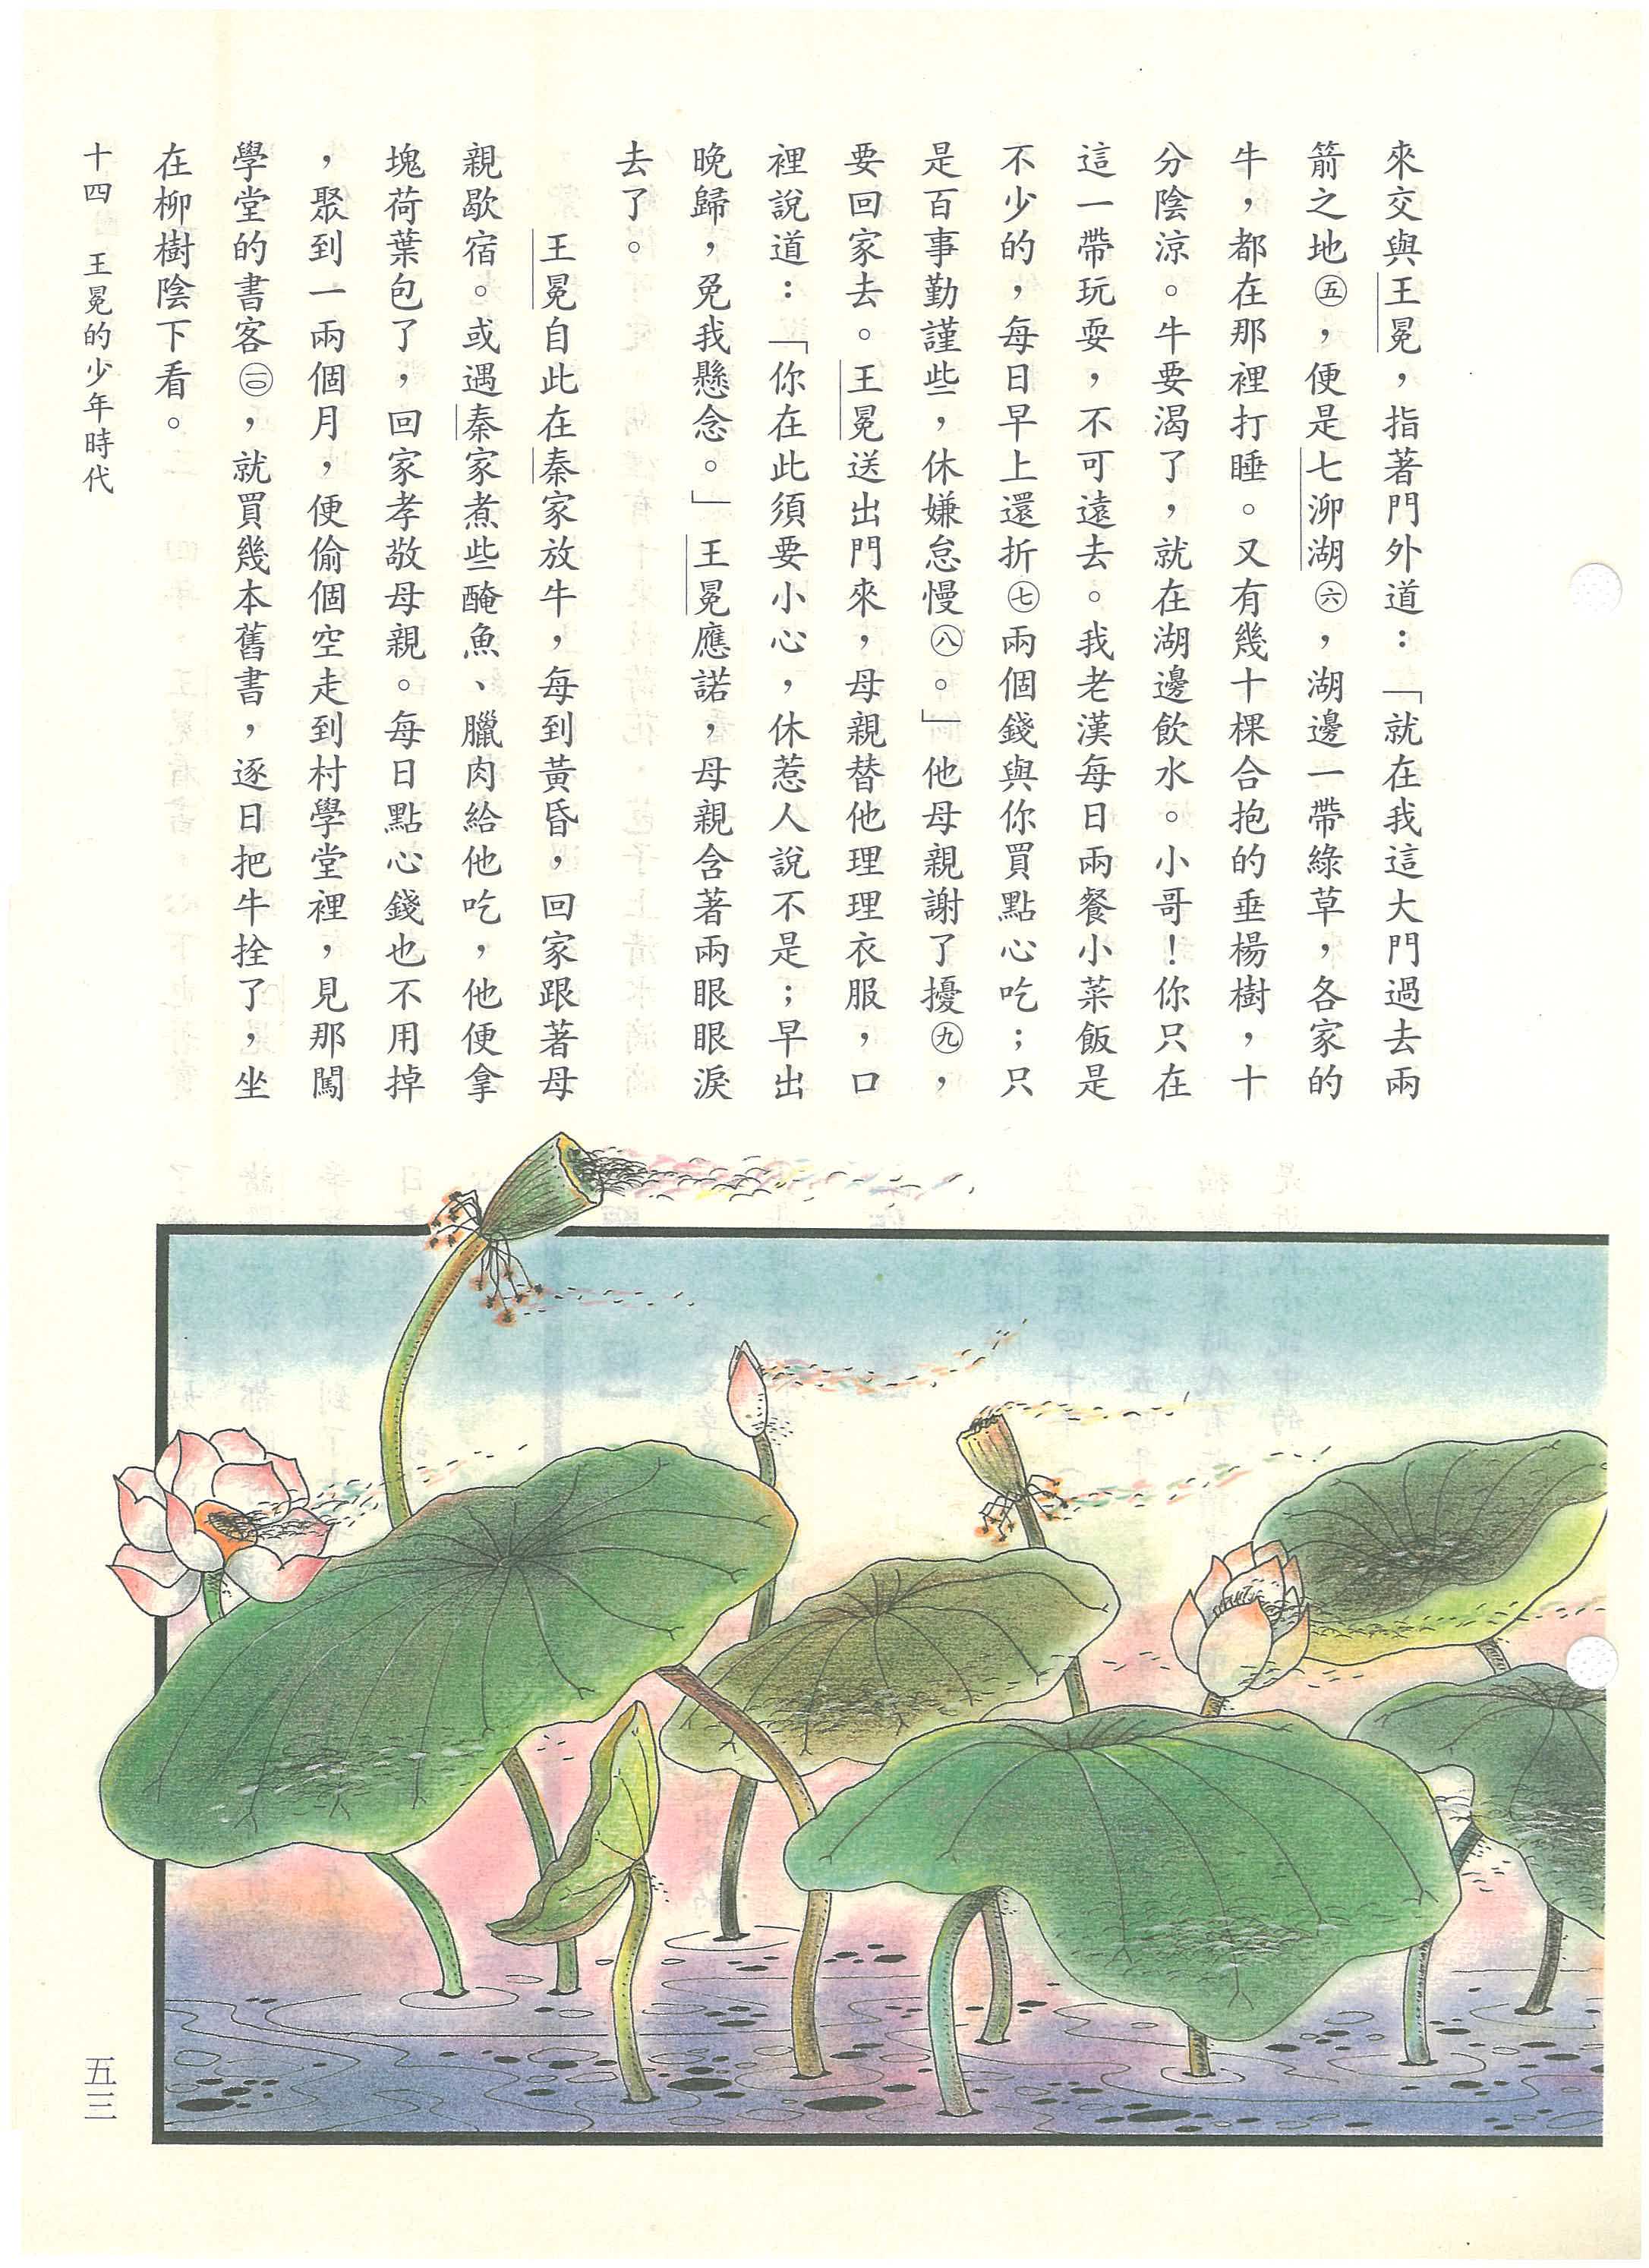 來交與王冕，指著門外道：「就在我這大門過去兩
箭之地㊄，便是七泖湖㊅，湖邊一帶綠草，各家的
牛，都在那裡打睡。又有幾十棵合抱的垂楊樹，十
分陰涼。牛要渴了，就在湖邊飲水。小哥！你只在
這一帶玩耍，不可遠去。我老漢每日兩餐小菜飯是
不少的，每日早上還折㊆兩個錢與你買點心吃；只
是百事勤謹些，休嫌怠慢㊇。」他母親謝了擾㊈，
要回家去。王冕送出門來，母親替他理理衣服，口
裡說道：「你在此須要小心，休惹人說不是；早出
晚歸，免我懸念。」王冕應諾，母親含著兩眼眼淚
去了。
王冕自此在秦家放牛，每到黃昏，回家跟著母
親歇宿。或遇秦家煮些醃魚、臘肉給他吃，他便拿
塊荷葉包了，回家孝敬母親。每日點心錢也不用掉
，聚到一兩個月，便偷個空走到村學堂裡，見那闖
學堂的書客㊀〇，就買幾本舊書，逐日把牛拴了，坐
在柳樹陰下看。
十四　王冕的少年時代
五三